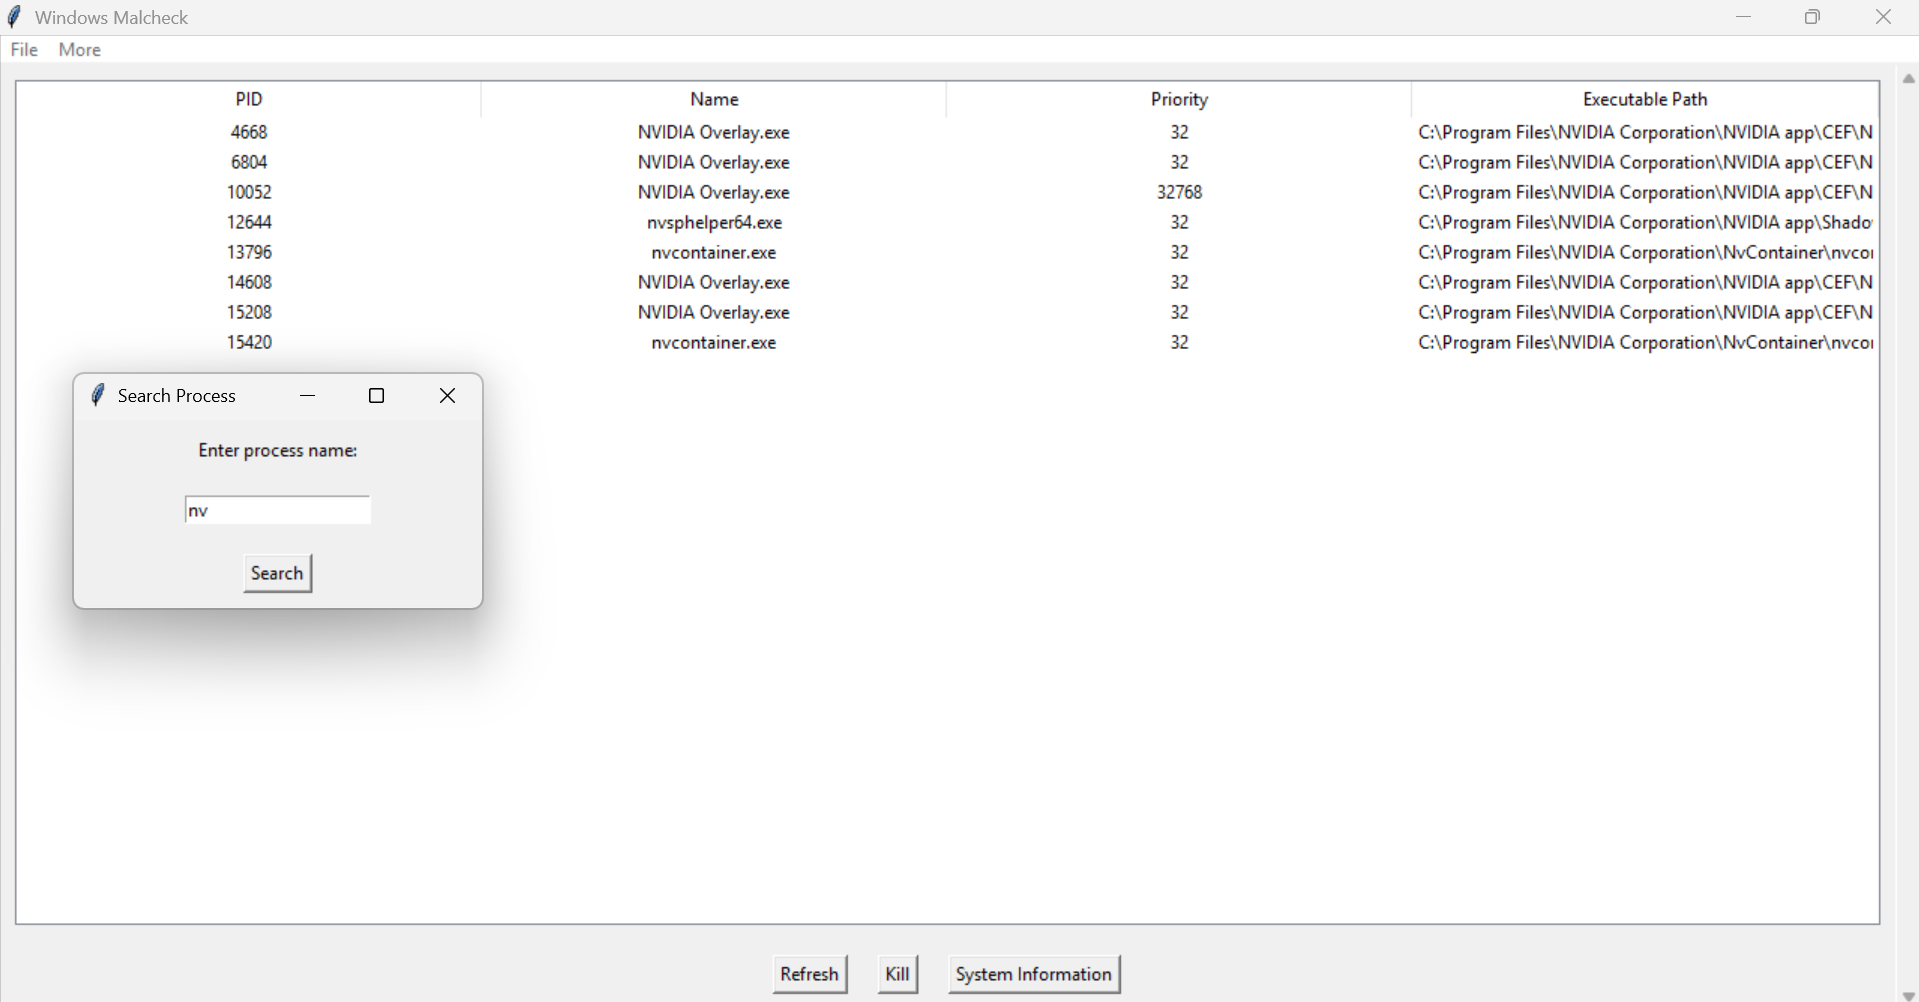 Windows Malcheck
File More
PID Name Priority Executable Path
4668 NVIDIA Overlay.exe 32 C:\Program Files\NVIDIA Corporation\NVIDIA app\CEF\N
6804 NVIDIA Overlay.exe 32 C:\Program Files\NVIDIA Corporation\NVIDIA app\CEF\N
10052 NVIDIA Overlay.exe 32768 C:\Program Files\NVIDIA Corporation\NVIDIA app\CEF\N
12644 nvsphelper64.exe 32 C:\Program Files\NVIDIA Corporation\NVIDIA app\Shado
13796 nvcontainer.exe 32 C:\Program Files\NVIDIA Corporation\NvContainer\nvco
14608 NVIDIA Overlay.exe 32 C:\Program Files\NVIDIA Corporation\NVIDIA app\CEF\N
15208 NVIDIA Overlay.exe 32 C:\Program Files\NVIDIA Corporation\NVIDIA app\CEF\N
15420 nvcontainer.exe 32 C:\Program Files\NVIDIA Corporation\NvContainer\nvco
Search Process
Enter process name:
nv
Search
Refresh Kill System Information